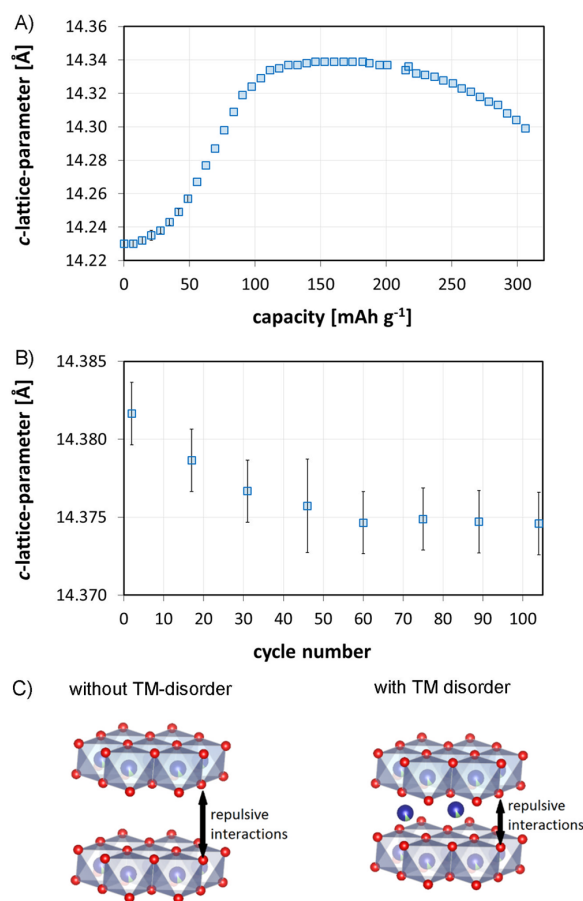 A)
c-lattice-parameter [Å]
14.36
14.34
14.32
14.30
14.28
14.26
14.24
14.22
0
50
100
150
200
250
300
capacity [mAh g-1]
B)
c-lattice-parameter [Å]
14.385
14.380
14.375
14.370
0
10
20
30
40
50
60
70
80
90
100
cycle number
C)
without TM-disorder
with TM disorder
repulsive
interactions
repulsive
interactions